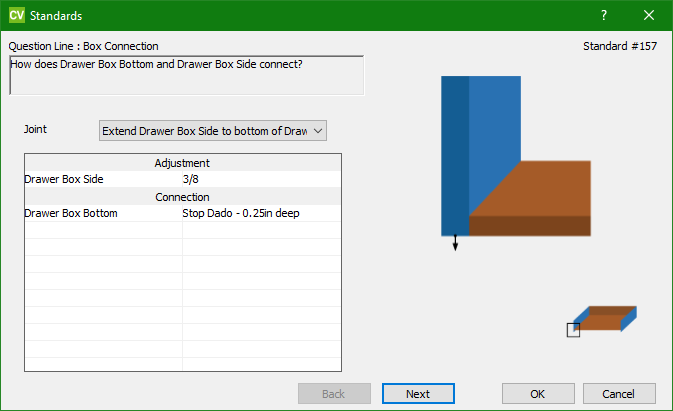 CV Standards
Question Line : Box Connection
Standard #157
How does Drawer Box Bottom and Drawer Box Side connect?
Joint
Extend Drawer Box Side to bottom of Draw
Adjustment
Drawer Box Side 3/8
Connection
Drawer Box Bottom Stop Dado - 0.25in deep
Back Next OK Cancel